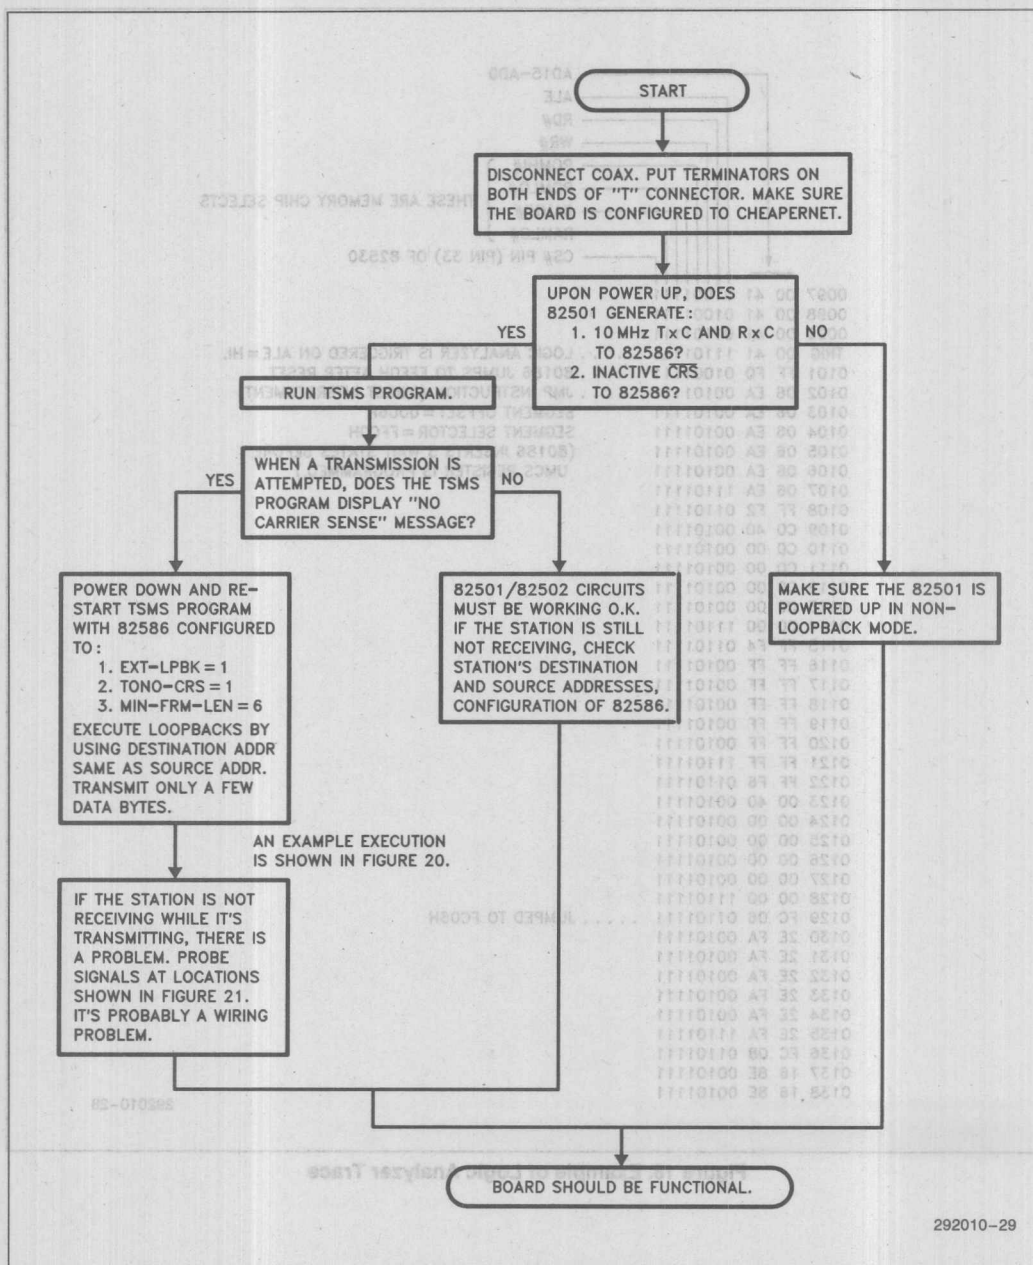 START
DISCONNECT COAX. PUT TERMINATORS ON
BOTH ENDS OF "T" CONNECTOR. MAKE SURE
THE BOARD IS CONFIGURED TO CHEAPERNET.
UPON POWER UP, DOES
82501 GENERATE:
1. 10 MHz TxC AND RxC
TO 82586?
2. INACTIVE C̅R̅S̅
TO 82586?
YES
NO
RUN TSMS PROGRAM.
WHEN A TRANSMISSION IS
ATTEMPTED, DOES THE TSMS
PROGRAM DISPLAY "NO
CARRIER SENSE" MESSAGE?
YES
NO
POWER DOWN AND RE-
START TSMS PROGRAM
WITH 82586 CONFIGURED
TO:
1. EXT-LPBK = 1
2. TONO-CRS = 1
3. MIN-FRM-LEN = 6
EXECUTE LOOPBACKS BY
USING DESTINATION ADDR
SAME AS SOURCE ADDR.
TRANSMIT ONLY A FEW
DATA BYTES.
82501/82502 CIRCUITS
MUST BE WORKING O.K.
IF THE STATION IS STILL
NOT RECEIVING, CHECK
STATION'S DESTINATION
AND SOURCE ADDRESSES,
CONFIGURATION OF 82586.
MAKE SURE THE 82501 IS
POWERED UP IN NON-
LOOPBACK MODE.
AN EXAMPLE EXECUTION
IS SHOWN IN FIGURE 20.
IF THE STATION IS NOT
RECEIVING WHILE IT'S
TRANSMITTING, THERE IS
A PROBLEM. PROBE
SIGNALS AT LOCATIONS
SHOWN IN FIGURE 21.
IT'S PROBABLY A WIRING
PROBLEM.
BOARD SHOULD BE FUNCTIONAL.
292010-29